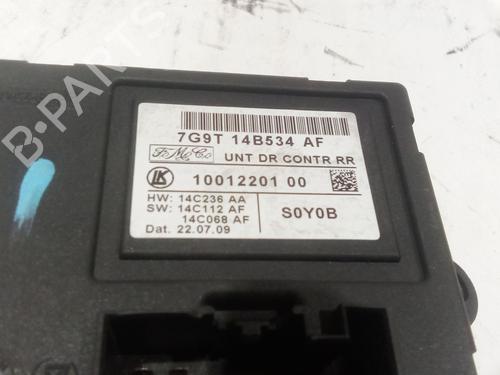 7G9T 14B534 AF
FoMoCo UNT DR CONTR RR
LK 10012201 00
HW: 14C236 AA
SW: 14C112 AF S0Y0B
14C068 AF
Dat. 22.07.09
B-PARTS